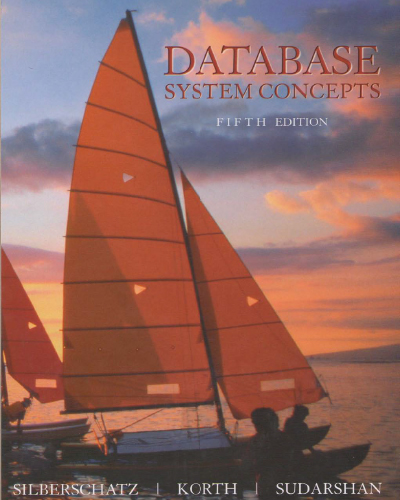 DATABASE
SYSTEM CONCEPTS
FIFTH EDITION
SILBERSCHATZ | KORTH | SUDARSHAN